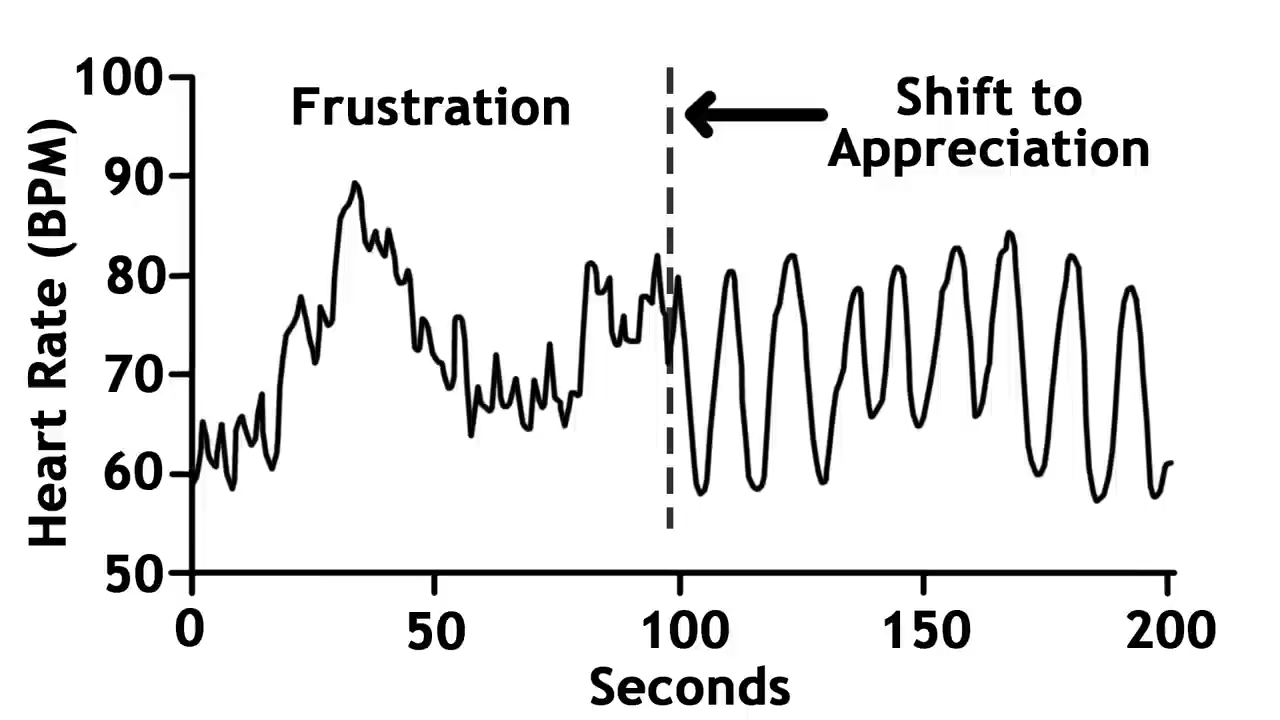 Frustration
Shift to
Appreciation
Heart Rate (BPM)
100
90
80
70
60
50
0
50
100
150
200
Seconds